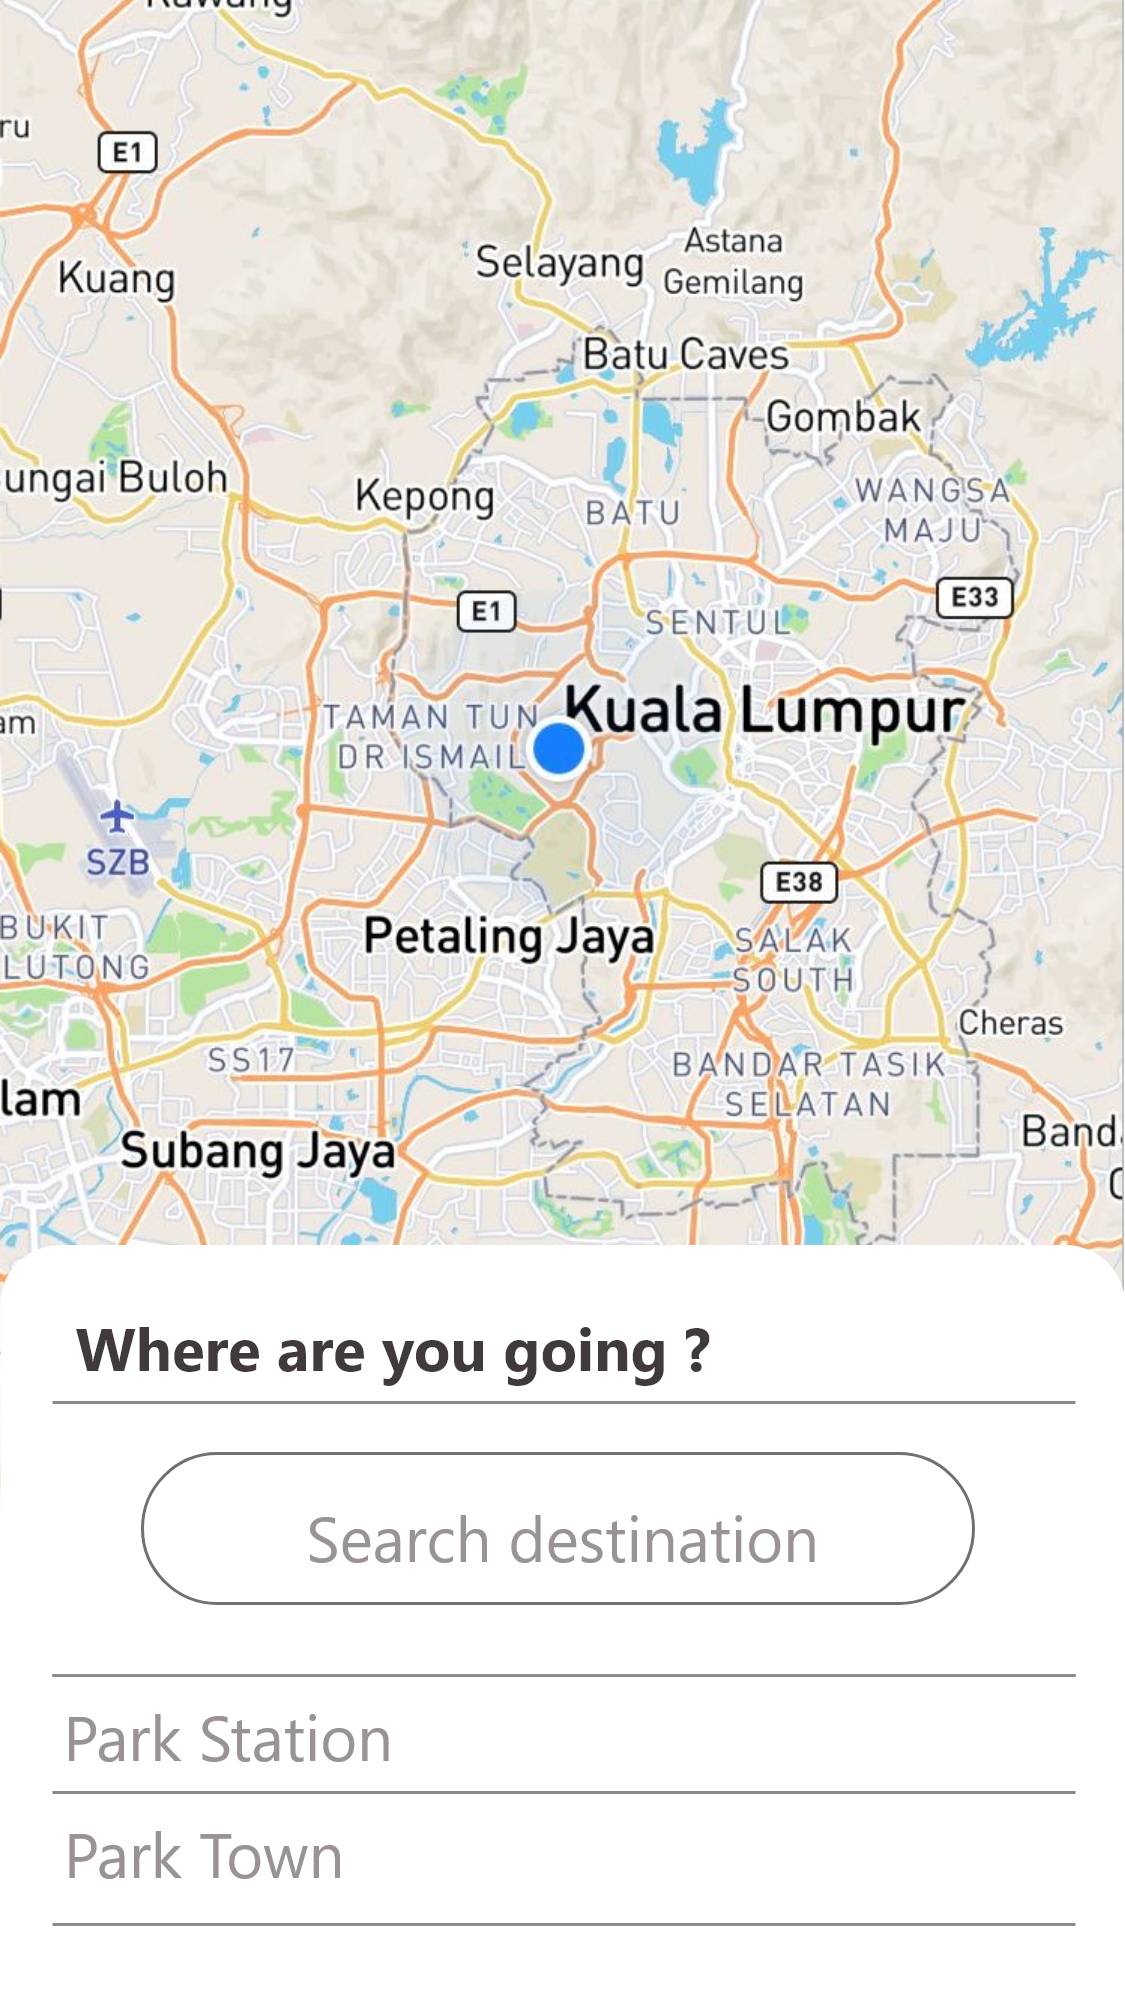 E1
Kuang
Selayang
Astana
Gemilang
Batu Caves
Gombak
ungai Buloh
Kepong
WANGSA
MAJU
BATU
E1
E33
SENTUL
Kuala Lumpur
TAMAN TUN
DR ISMAIL
am
SZB
E38
BUKIT
LUTONG
Petaling Jaya
SALAK
SOUTH
Cheras
SS17
BANDAR TASIK
SELATAN
lam
Subang Jaya
Band
Where are you going ?
Search destination
Park Station
Park Town